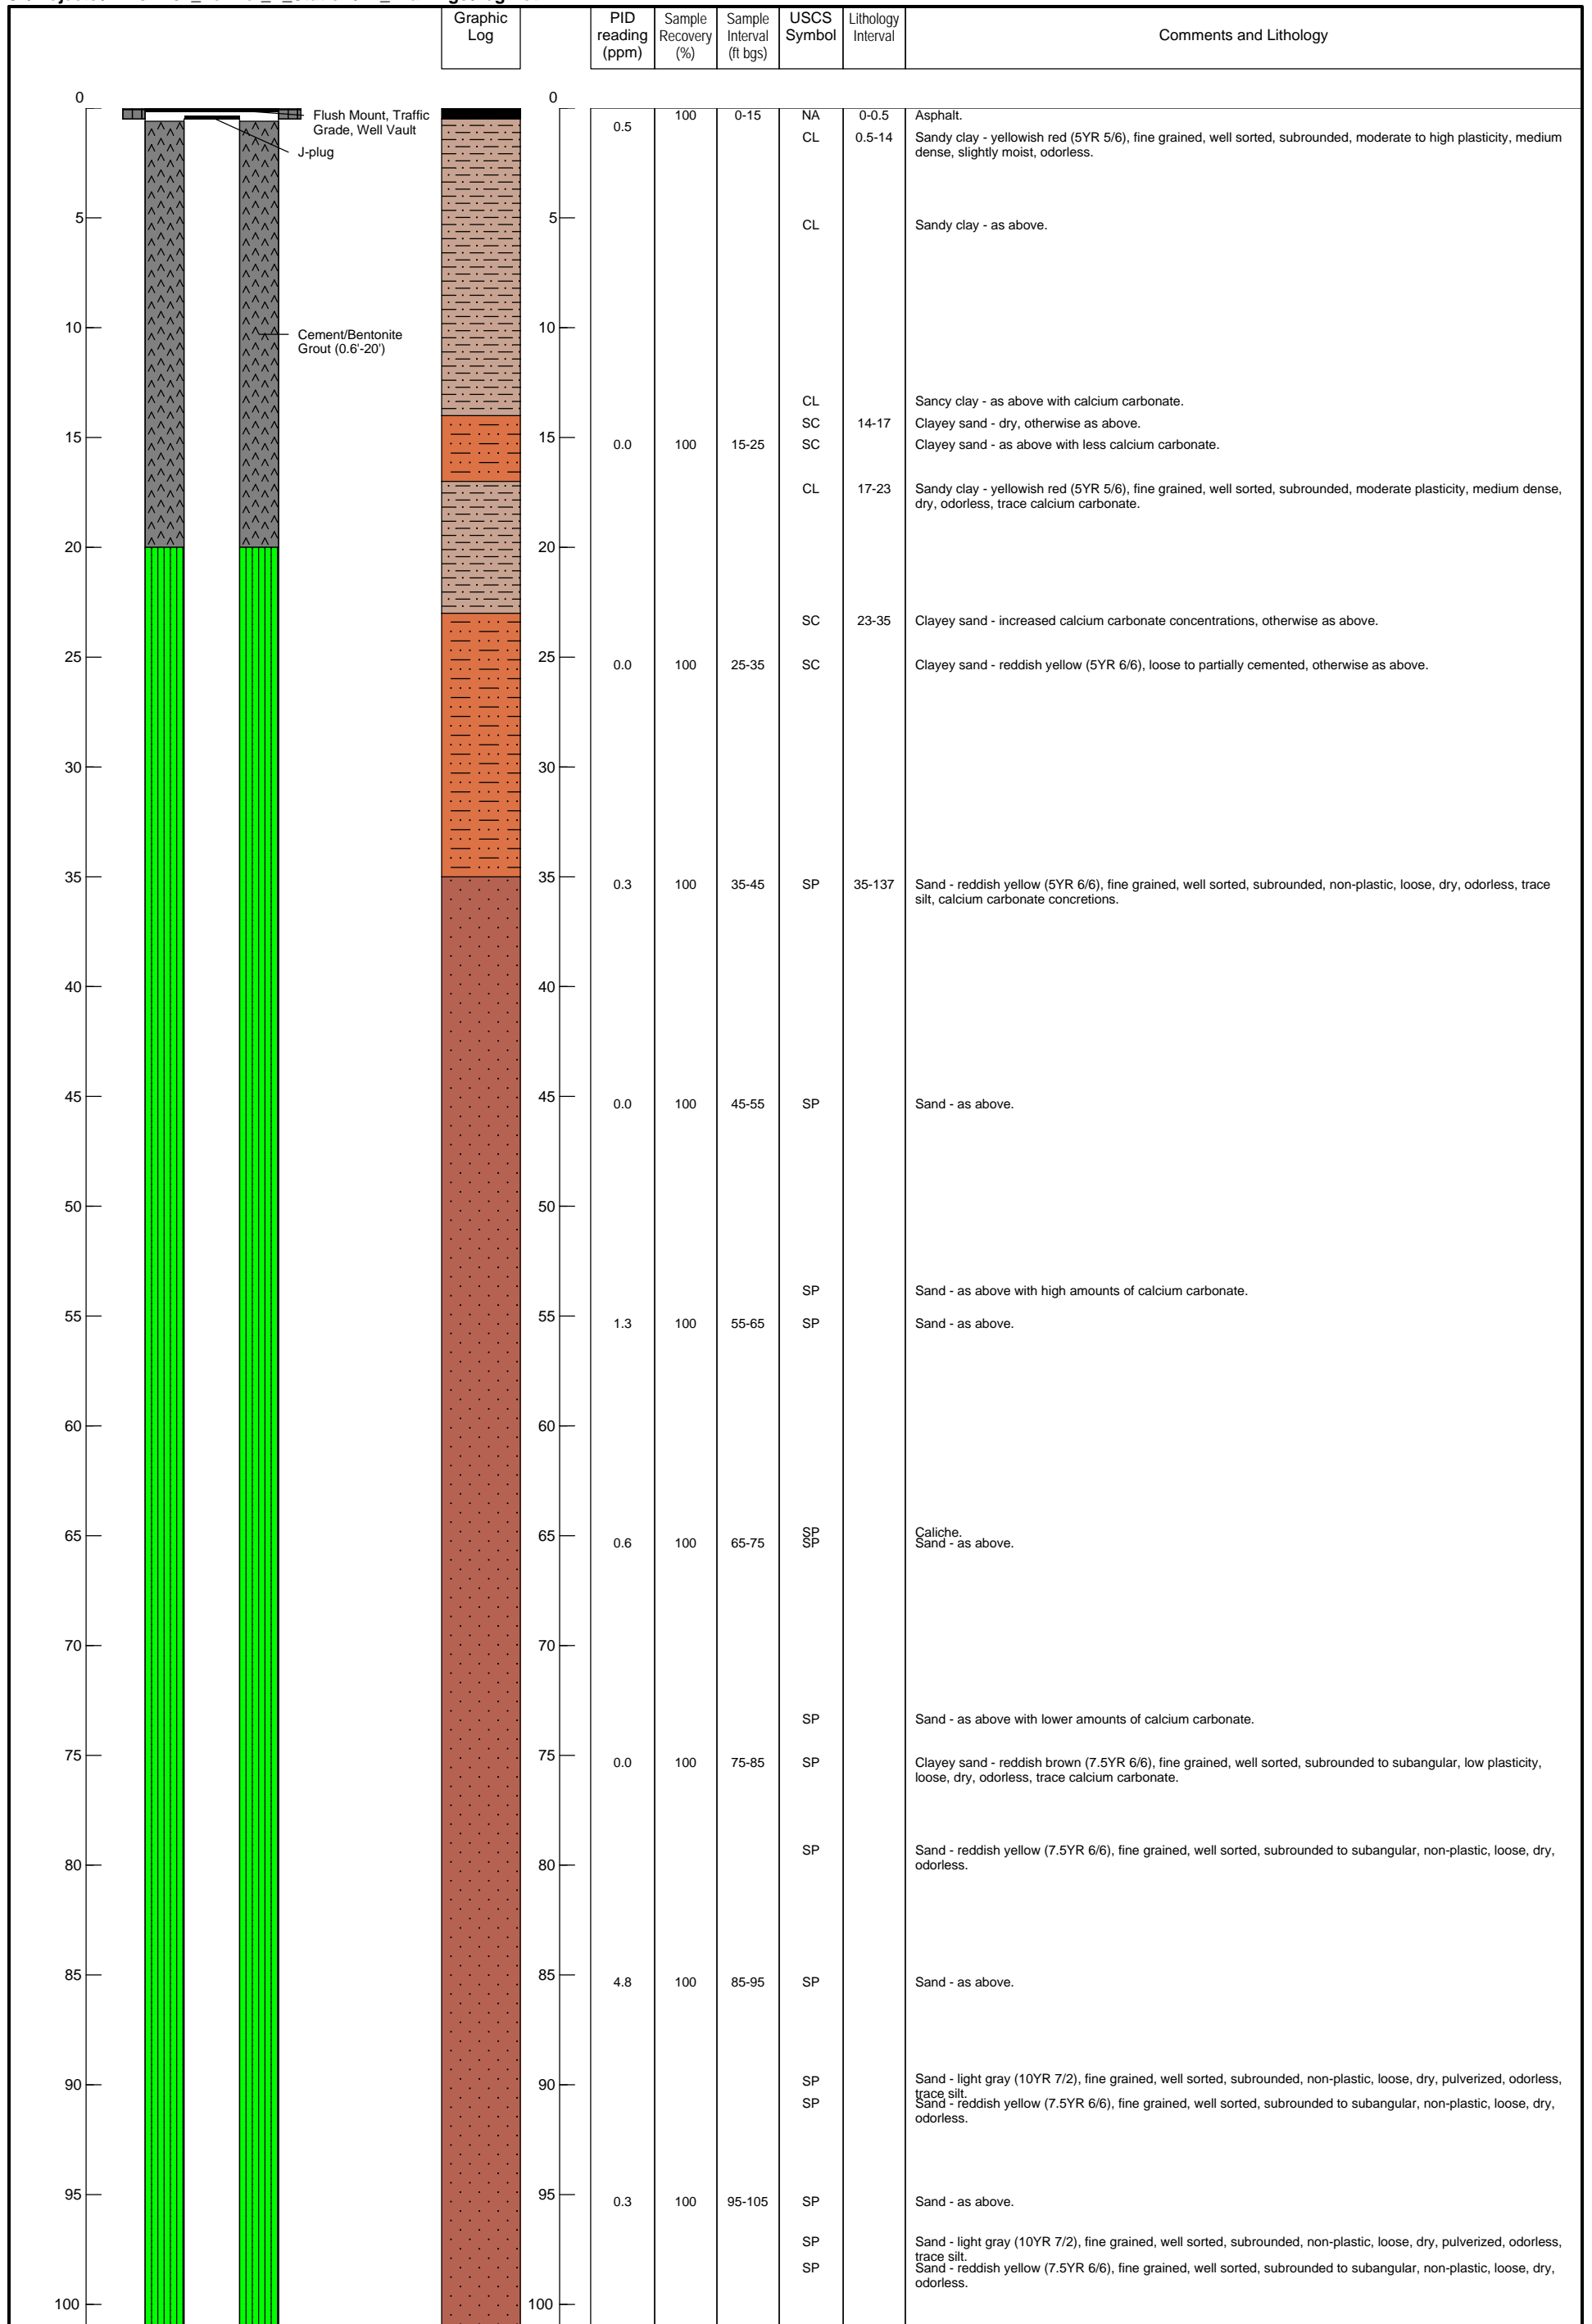 Graphic
Log
PID
reading
(ppm)
Sample
Recovery
(%)
Sample
Interval
(ft bgs)
USCS
Symbol
Lithology
Interval
Comments and Lithology
0
0
Flush Mount, Traffic
Grade, Well Vault
J-plug
100 0-15 NA 0-0.5 Asphalt.
0.5
CL 0.5-14 Sandy clay - yellowish red (5YR 5/6), fine grained, well sorted, subrounded, moderate to high plasticity, medium
dense, slightly moist, odorless.
5 5
CL Sandy clay - as above.
10 10
Cement/Bentonite
Grout (0.6'-20')
CL Sancy clay - as above with calcium carbonate.
SC 14-17 Clayey sand - dry, otherwise as above.
15 15
0.0 100 15-25 SC Clayey sand - as above with less calcium carbonate.
CL 17-23 Sandy clay - yellowish red (5YR 5/6), fine grained, well sorted, subrounded, moderate plasticity, medium dense,
dry, odorless, trace calcium carbonate.
20 20
SC 23-35 Clayey sand - increased calcium carbonate concentrations, otherwise as above.
25 25
0.0 100 25-35 SC Clayey sand - reddish yellow (5YR 6/6), loose to partially cemented, otherwise as above.
30 30
35 35
0.3 100 35-45 SP 35-137 Sand - reddish yellow (5YR 6/6), fine grained, well sorted, subrounded, non-plastic, loose, dry, odorless, trace
silt, calcium carbonate concretions.
40 40
45 45
0.0 100 45-55 SP Sand - as above.
50 50
SP Sand - as above with high amounts of calcium carbonate.
55 55
1.3 100 55-65 SP Sand - as above.
60 60
65 65
SP Caliche.
0.6 100 65-75 SP Sand - as above.
70 70
SP Sand - as above with lower amounts of calcium carbonate.
75 75
0.0 100 75-85 SP Clayey sand - reddish brown (7.5YR 6/6), fine grained, well sorted, subrounded to subangular, low plasticity,
loose, dry, odorless, trace calcium carbonate.
SP Sand - reddish yellow (7.5YR 6/6), fine grained, well sorted, subrounded to subangular, non-plastic, loose, dry,
odorless.
80 80
85 85
4.8 100 85-95 SP Sand - as above.
90 90
SP Sand - light gray (10YR 7/2), fine grained, well sorted, subrounded, non-plastic, loose, dry, pulverized, odorless,
trace silt.
SP Sand - reddish yellow (7.5YR 6/6), fine grained, well sorted, subrounded to subangular, non-plastic, loose, dry,
odorless.
95 95
0.3 100 95-105 SP Sand - as above.
SP Sand - light gray (10YR 7/2), fine grained, well sorted, subrounded, non-plastic, loose, dry, pulverized, odorless,
trace silt.
SP Sand - reddish yellow (7.5YR 6/6), fine grained, well sorted, subrounded to subangular, non-plastic, loose, dry,
odorless.
100 100